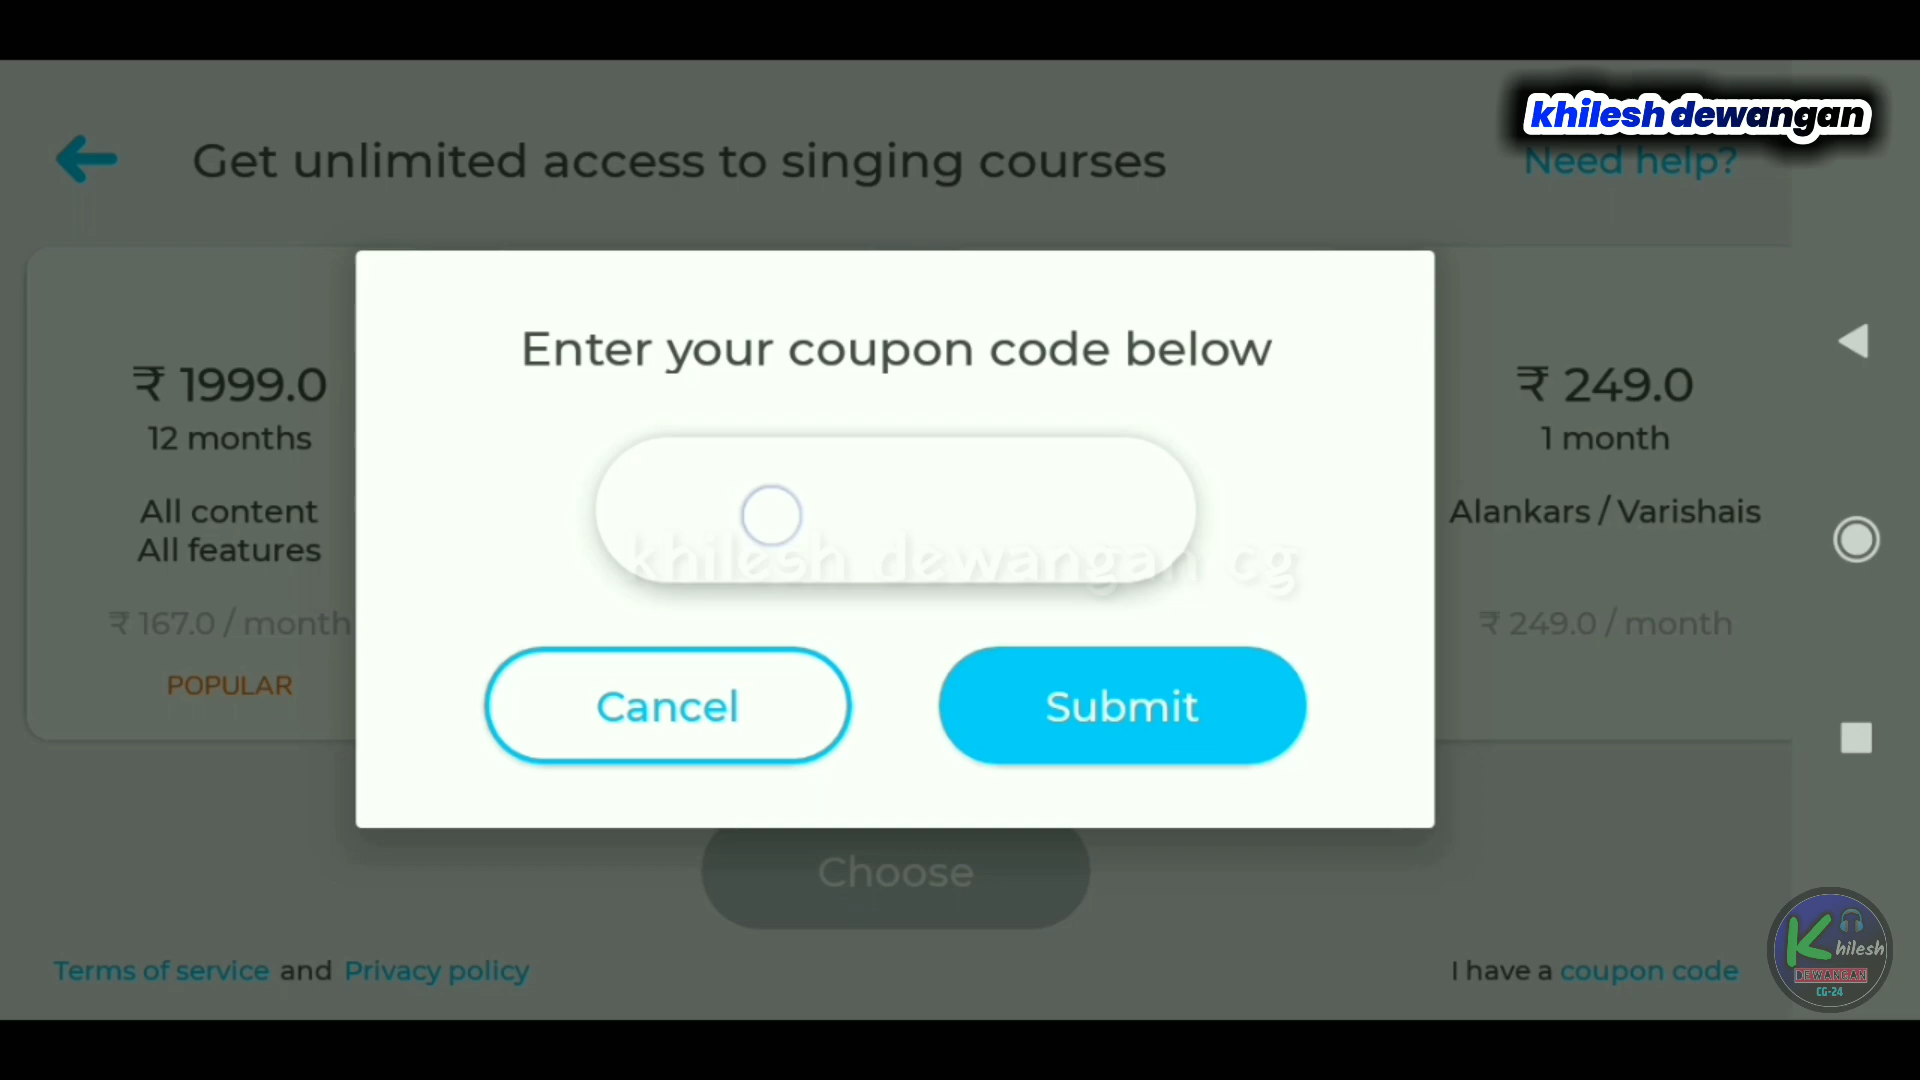 khilesh dewangan
Get unlimited access to singing courses
Need help?
Enter your coupon code below
₹ 1999.0
12 months
All content
All features
₹ 167.0 / month
POPULAR
₹ 249.0
1 month
Alankars / Varishais
₹ 249.0 / month
khilesh dewangan cg
Cancel
Submit
Choose
Terms of service and Privacy policy
I have a coupon code
Khilesh
DEWANGAN
CG-24